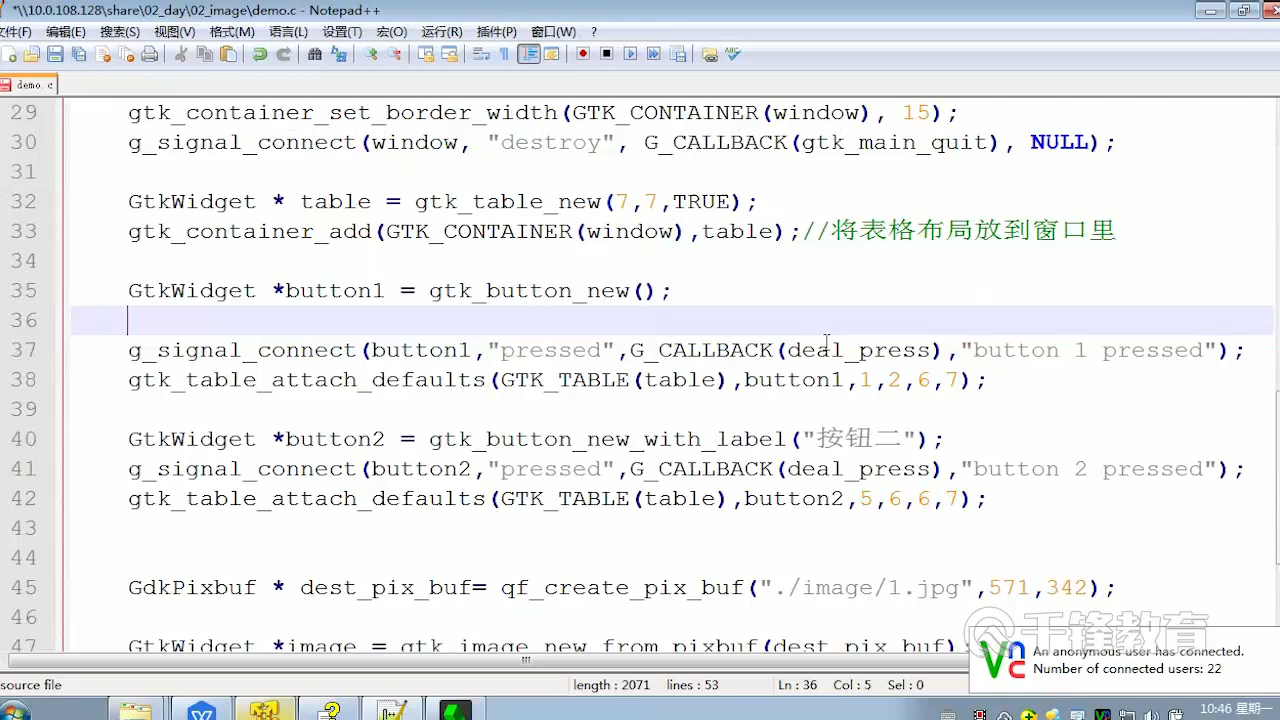 *\\10.0.108.128\share\02_day\02_image\demo.c - Notepad++
文件(F) 编辑(E) 搜索(S) 视图(V) 格式(M) 语言(L) 设置(T) 宏(O) 运行(R) 插件(P) 窗口(W) ?
demo.c
29 gtk_container_set_border_width(GTK_CONTAINER(window), 15);
30 g_signal_connect(window, "destroy", G_CALLBACK(gtk_main_quit), NULL);
31
32 GtkWidget * table = gtk_table_new(7,7,TRUE);
33 gtk_container_add(GTK_CONTAINER(window),table);//将表格布局放到窗口里
34
35 GtkWidget *button1 = gtk_button_new();
36
37 g_signal_connect(button1,"pressed",G_CALLBACK(deal_press),"button 1 pressed");
38 gtk_table_attach_defaults(GTK_TABLE(table),button1,1,2,6,7);
39
40 GtkWidget *button2 = gtk_button_new_with_label("按钮二");
41 g_signal_connect(button2,"pressed",G_CALLBACK(deal_press),"button 2 pressed");
42 gtk_table_attach_defaults(GTK_TABLE(table),button2,5,6,6,7);
43
44
45 GdkPixbuf * dest_pix_buf= qf_create_pix_buf("./image/1.jpg",571,342);
46
47 GtkWidget *image = gtk_image_new_from_pixbuf(dest_pix_buf)
千锋教育
An anonymous user has connected.
Number of connected users: 22
source file length : 2071 lines : 53 Ln : 36 Col : 5 Sel : 0
10:46 星期一